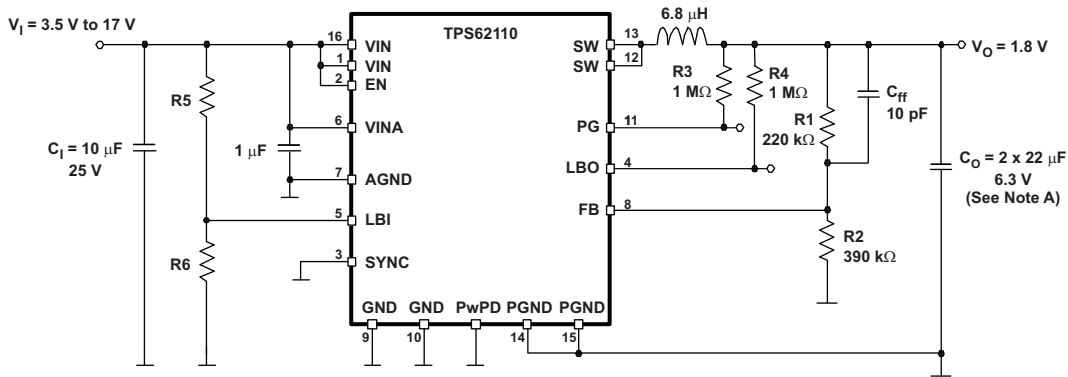 V_I = 3.5 V to 17 V
TPS62110
6.8 μH
V_O = 1.8 V
16
VIN
1
VIN
2
EN
6
VINA
7
AGND
5
LBI
3
SYNC
13
SW
12
SW
11
PG
4
LBO
8
FB
R5
R6
C_I = 10 μF
25 V
1 μF
R3
1 MΩ
R4
1 MΩ
R1
220 kΩ
C_ff
10 pF
R2
390 kΩ
C_O = 2 x 22 μF
6.3 V
(See Note A)
GND
GND
PwPD
PGND
PGND
9
10
14
15